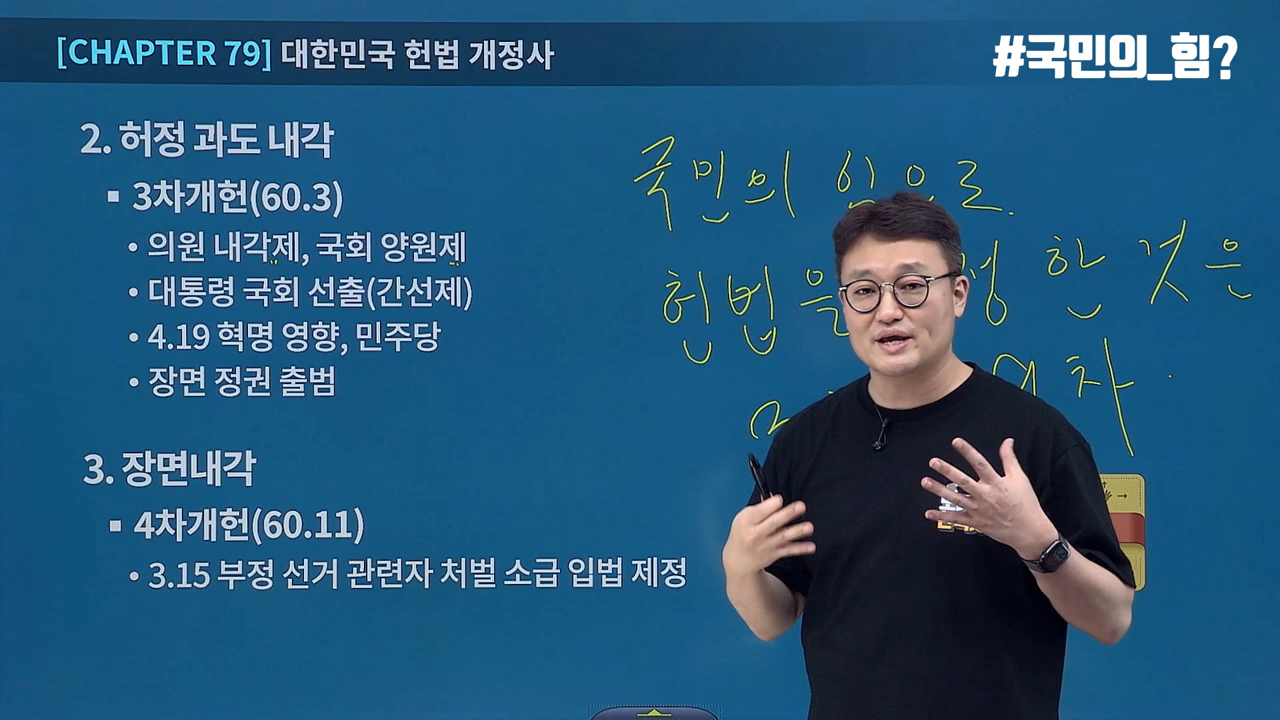 [CHAPTER 79] 대한민국 헌법 개정사
#국민의_힘?
2. 허정 과도 내각
▪ 3차개헌(60.3)
• 의원 내각제, 국회 양원제
• 대통령 국회 선출(간선제)
• 4.19 혁명 영향, 민주당
• 장면 정권 출범
3. 장면내각
▪ 4차개헌(60.11)
• 3.15 부정 선거 관련자 처벌 소급 입법 제정
국민의 힘으로
헌법을 정 한 것은
차